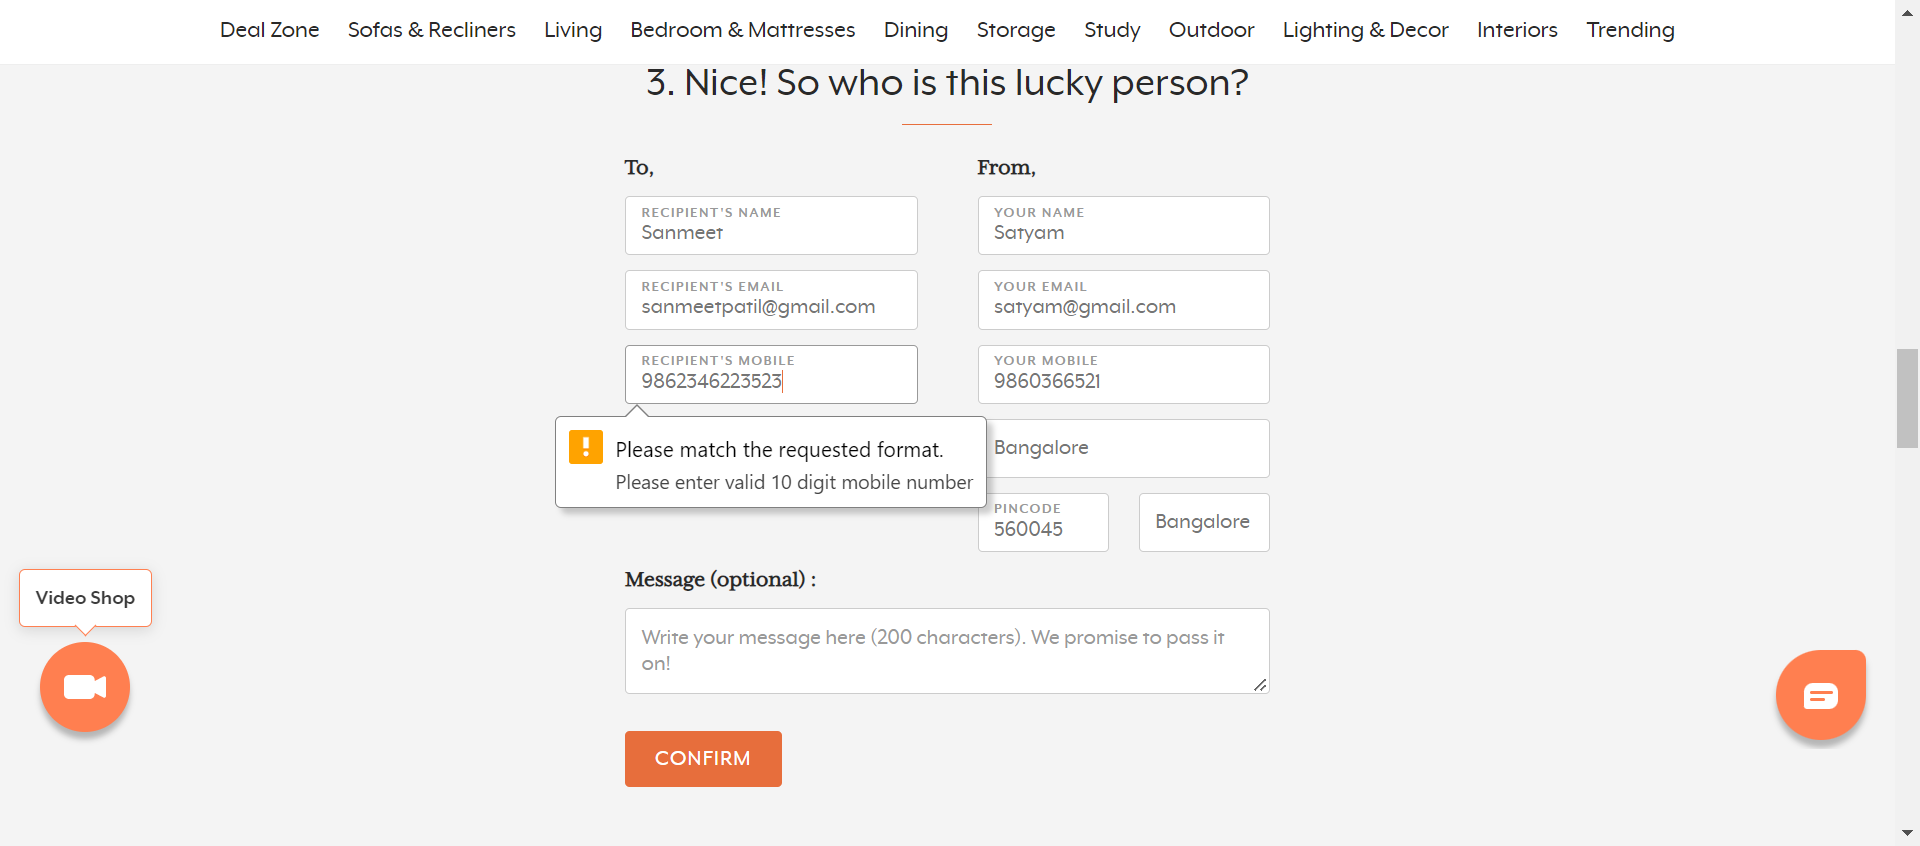 Deal Zone Sofas & Recliners Living Bedroom & Mattresses Dining Storage Study Outdoor Lighting & Decor Interiors Trending
3. Nice! So who is this lucky person?
To,
RECIPIENT'S NAME
Sanmeet
RECIPIENT'S EMAIL
sanmeetpatil@gmail.com
RECIPIENT'S MOBILE
9862346223523
Please match the requested format.
Please enter valid 10 digit mobile number
From,
YOUR NAME
Satyam
YOUR EMAIL
satyam@gmail.com
YOUR MOBILE
9860366521
Bangalore
PINCODE
560045
Bangalore
Message (optional) :
Write your message here (200 characters). We promise to pass it
on!
CONFIRM
Video Shop